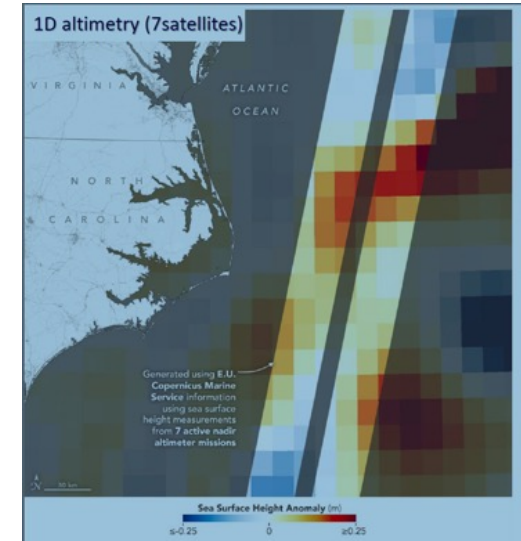 1D altimetry (7satellites)
VIRGINIA
ATLANTIC
OCEAN
NORTH
CAROLINA
Generated using E.U.
Copernicus Marine
Service information
using sea surface
height measurements
from 7 active nadir
altimeter missions
N
50 km
Sea Surface Height Anomaly (m)
≤-0.25 0 ≥0.25